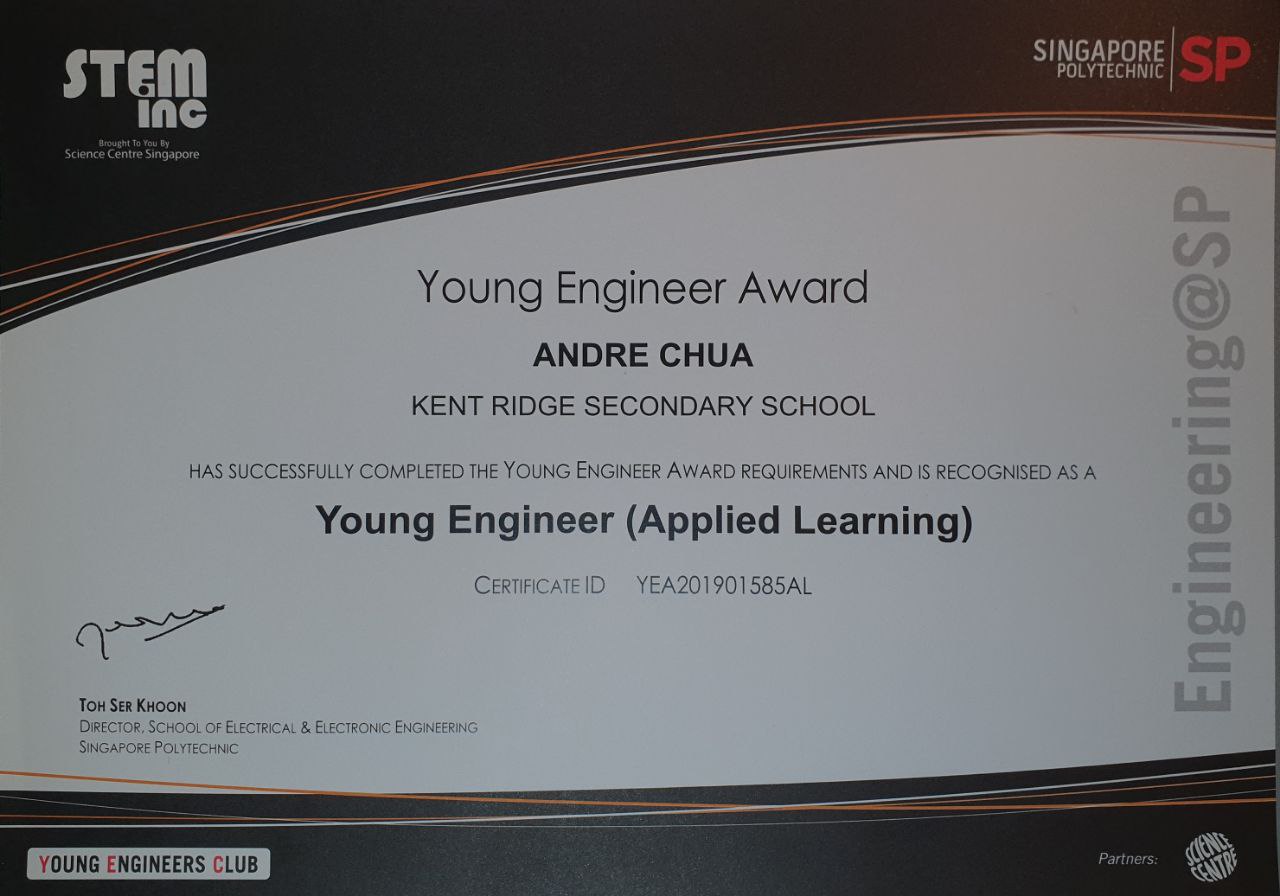 STEM
inc
Brought To You By
Science Centre Singapore
SINGAPORE
POLYTECHNIC
SP
Young Engineer Award
ANDRE CHUA
KENT RIDGE SECONDARY SCHOOL
HAS SUCCESSFULLY COMPLETED THE YOUNG ENGINEER AWARD REQUIREMENTS AND IS RECOGNISED AS A
Young Engineer (Applied Learning)
CERTIFICATE ID YEA201901585AL
Engineering@SP
TOH SER KHOON
DIRECTOR, SCHOOL OF ELECTRICAL & ELECTRONIC ENGINEERING
SINGAPORE POLYTECHNIC
YOUNG ENGINEERS CLUB
Partners:
SCIENCE
CENTRE